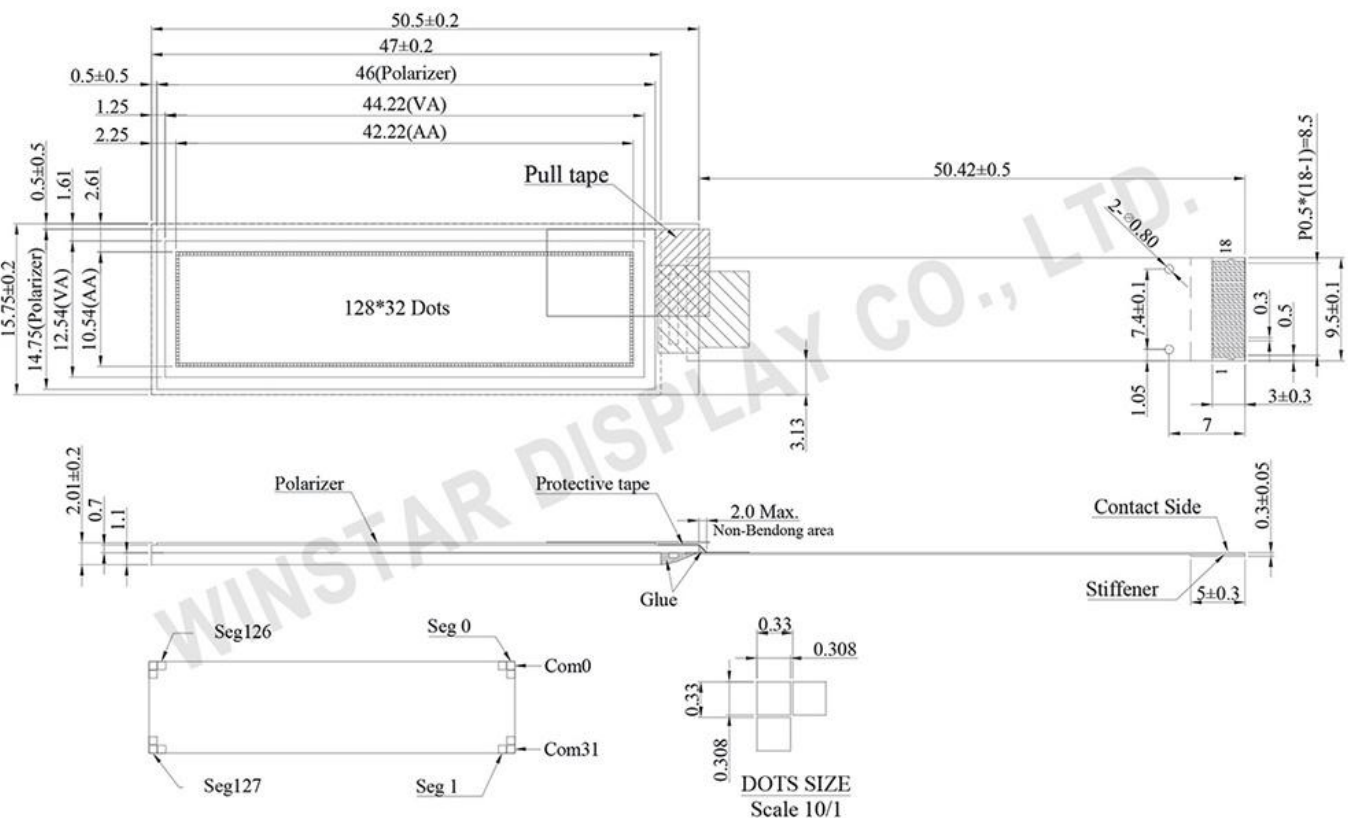 50.5±0.2
47±0.2
0.5±0.5
46(Polarizer)
1.25
44.22(VA)
2.25
42.22(AA)
0.5±0.5
1.61
2.61
Pull tape
50.42±0.5
2-⌀0.80
P0.5*(18-1)=8.5
15.75±0.2
14.75(Polarizer)
12.54(VA)
10.54(AA)
128*32 Dots
18
7.4±0.1
0.3
0.5
9.5±0.1
1
1.05
3±0.3
7
3.13
WINSTAR DISPLAY CO., LTD.
2.01±0.2
0.7
1.1
Polarizer
Protective tape
2.0 Max.
Non-Bendong area
Contact Side
0.3±0.05
Glue
Stiffener
5±0.3
Seg126
Seg 0
Com0
Com31
Seg127
Seg 1
0.33
0.308
0.33
0.308
DOTS SIZE
Scale 10/1